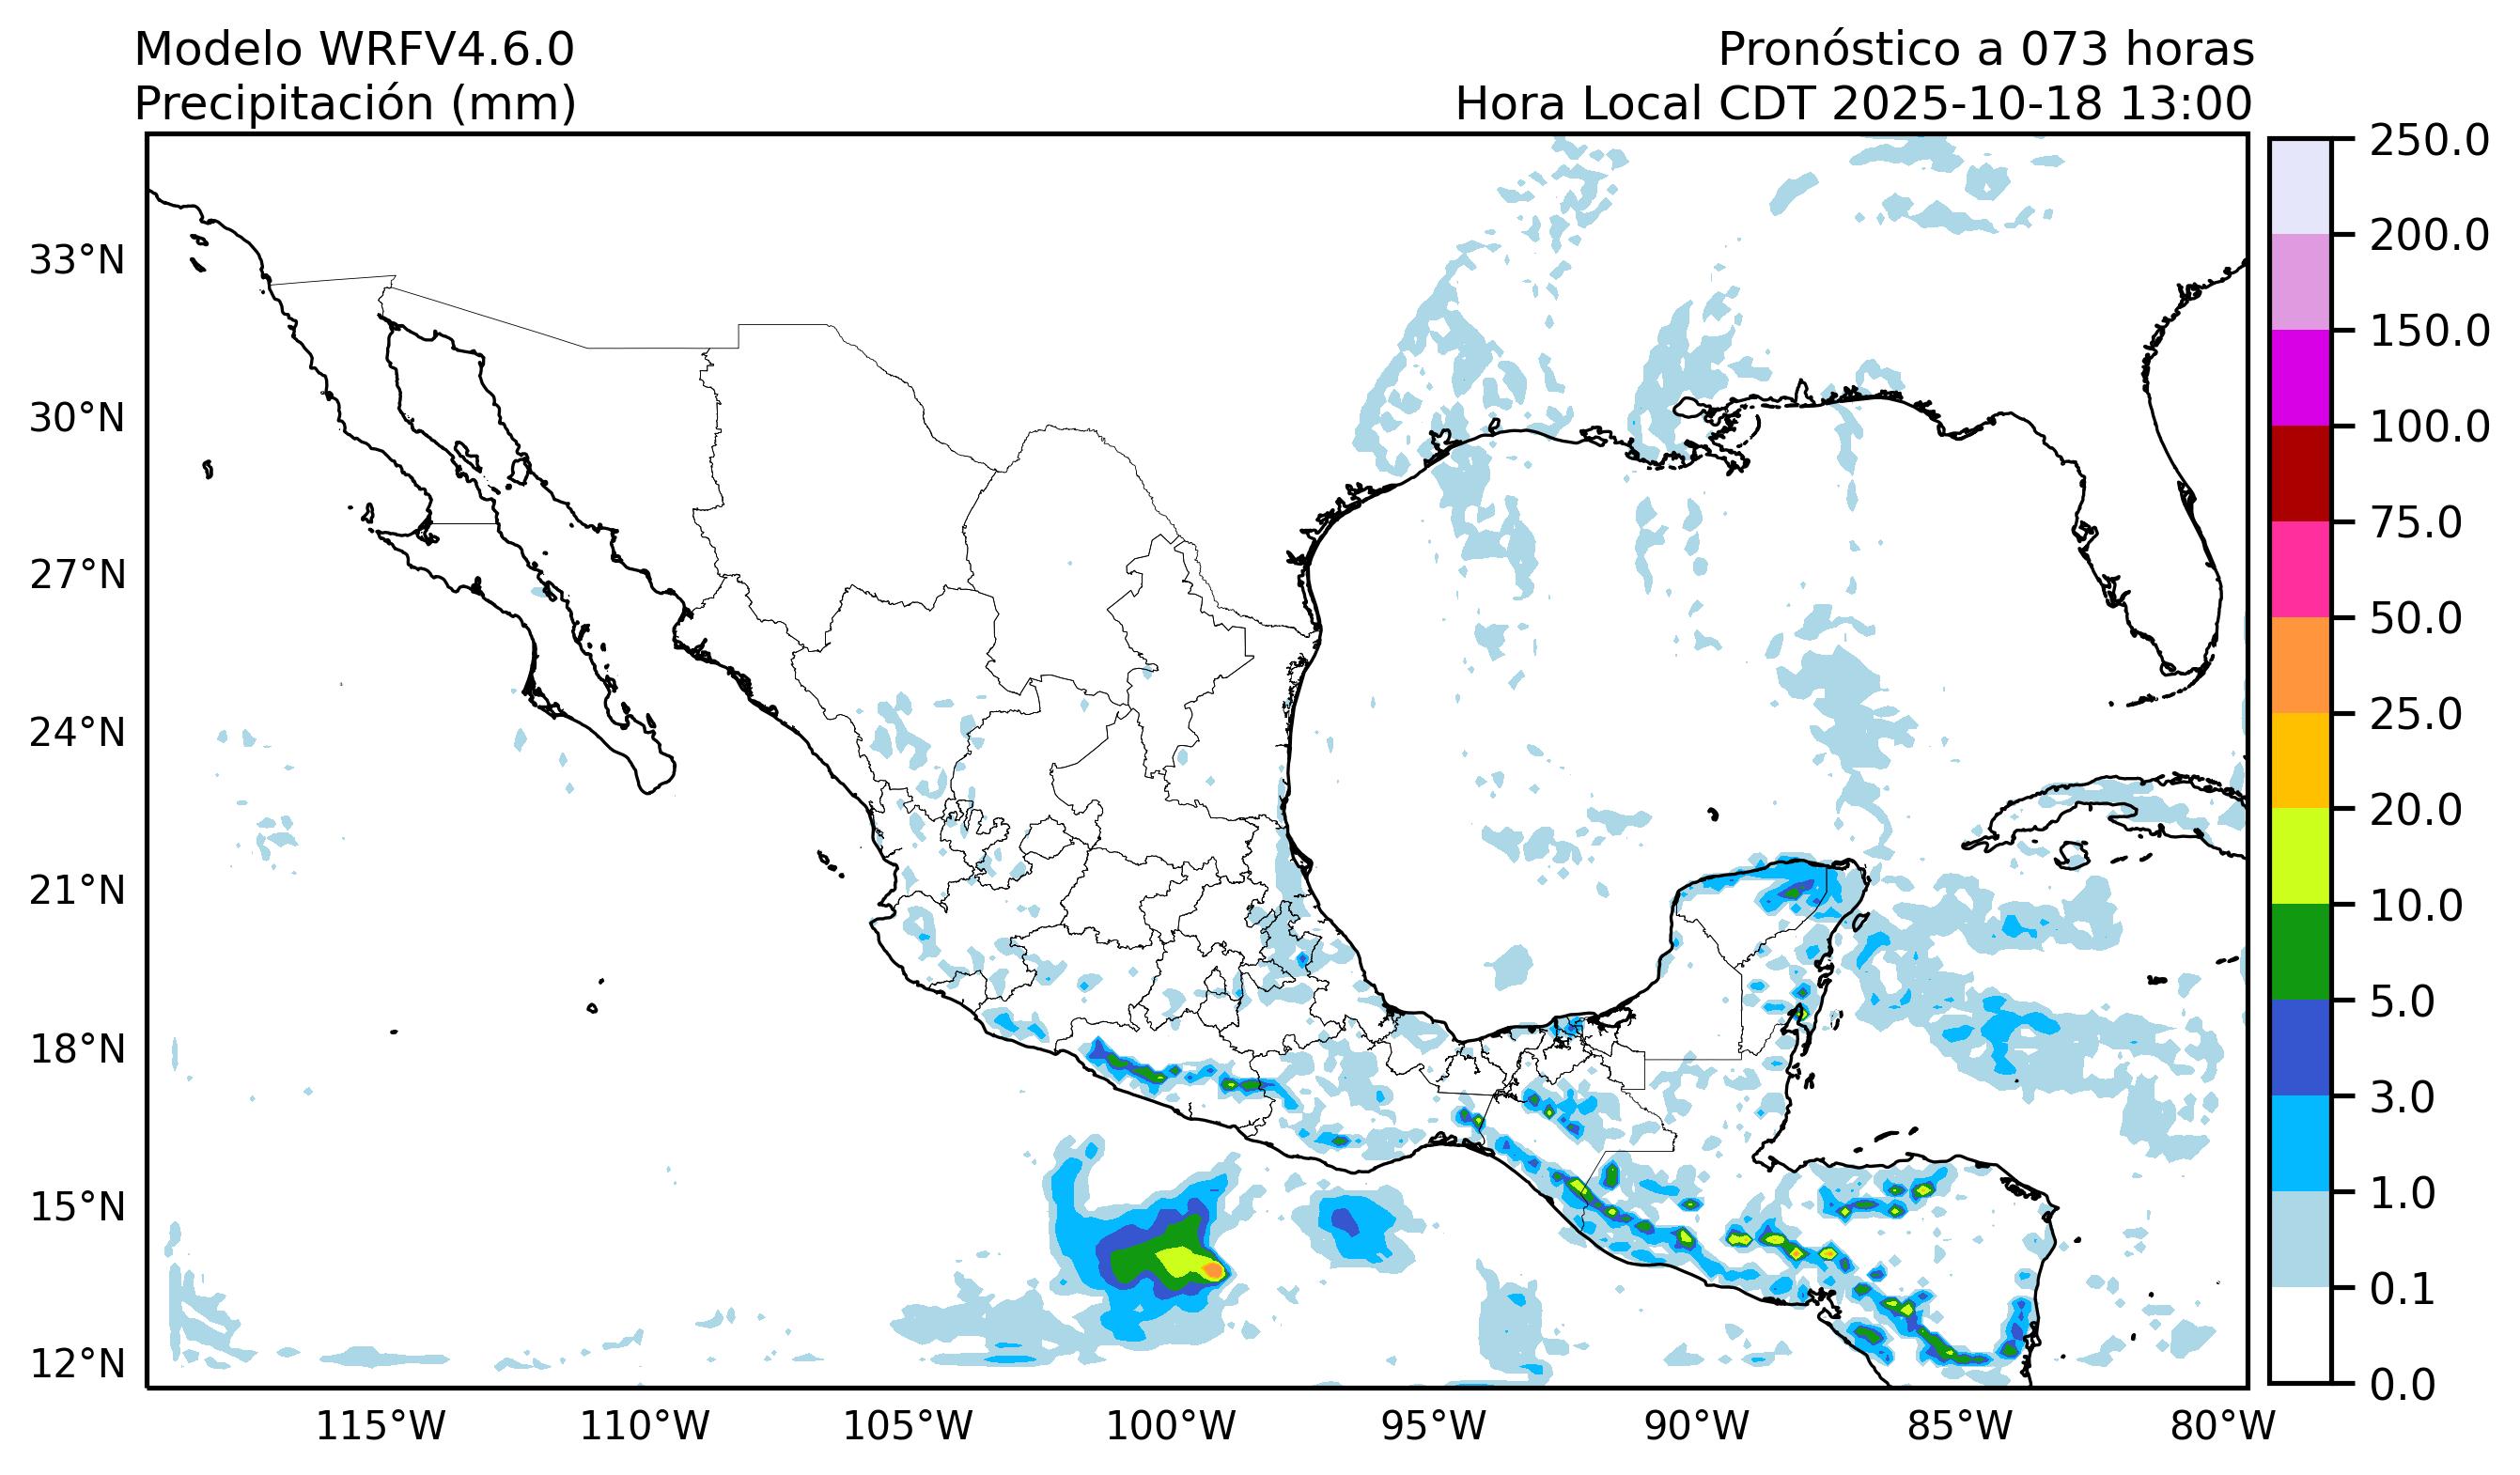 Modelo WRFV4.6.0
Precipitación (mm)
Pronóstico a 073 horas
Hora Local CDT 2025-10-18 13:00
33°N
30°N
27°N
24°N
21°N
18°N
15°N
12°N
115°W
110°W
105°W
100°W
95°W
90°W
85°W
80°W
250.0
200.0
150.0
100.0
75.0
50.0
25.0
20.0
10.0
5.0
3.0
1.0
0.1
0.0